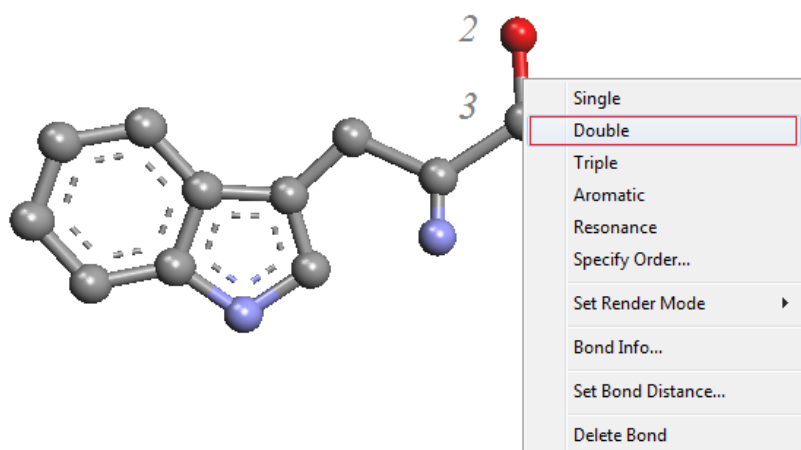 2
3
Single
Double
Triple
Aromatic
Resonance
Specify Order...
Set Render Mode
Bond Info...
Set Bond Distance...
Delete Bond